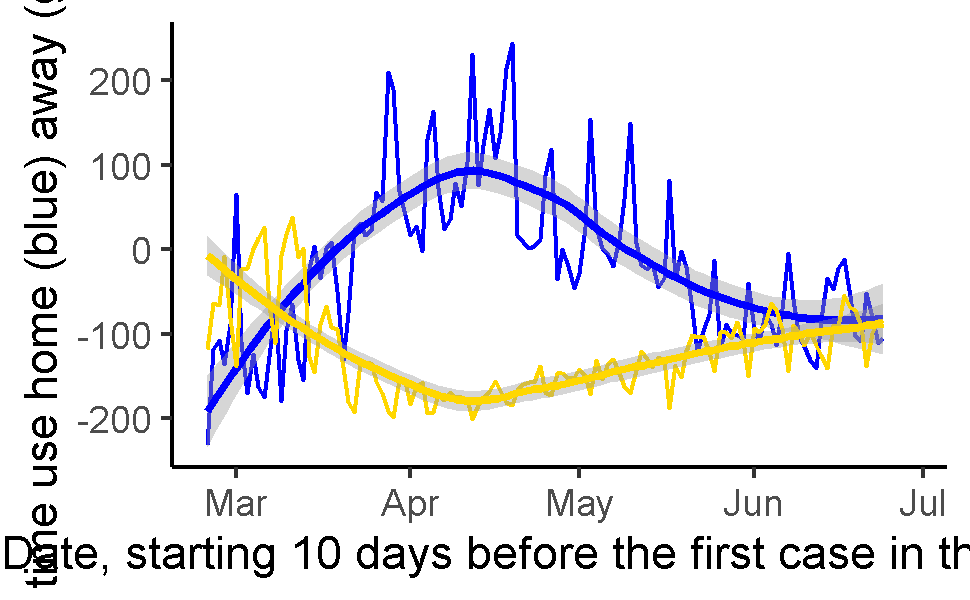 time use home (blue) away (
200
100
0
-100
-200
Mar Apr May Jun Jul
Date, starting 10 days before the first case in th